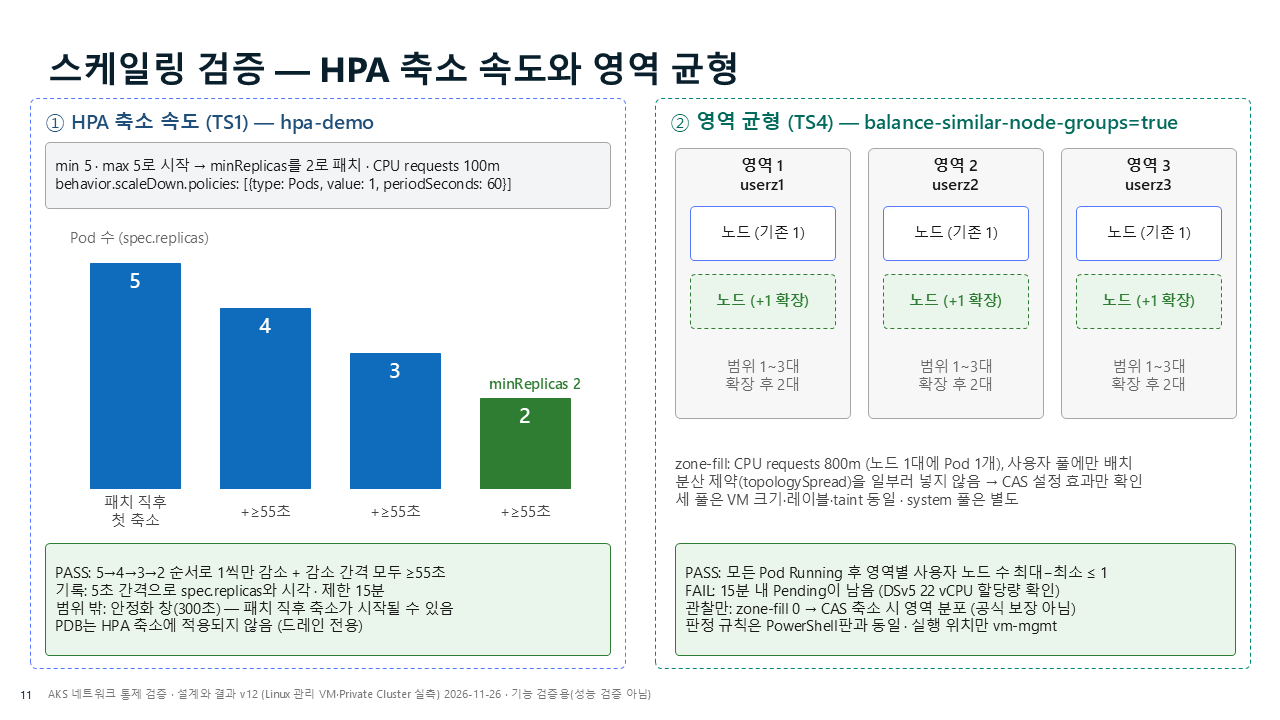 스케일링 검증 — HPA 축소 속도와 영역 균형
① HPA 축소 속도 (TS1) — hpa-demo
min 5 · max 5로 시작 → minReplicas를 2로 패치 · CPU requests 100m
behavior.scaleDown.policies: [{type: Pods, value: 1, periodSeconds: 60}]
Pod 수 (spec.replicas)
5
4
3
minReplicas 2
2
패치 직후
첫 축소
+≥55초
+≥55초
+≥55초
PASS: 5→4→3→2 순서로 1씩만 감소 + 감소 간격 모두 ≥55초
기록: 5초 간격으로 spec.replicas와 시각 · 제한 15분
범위 밖: 안정화 창(300초) — 패치 직후 축소가 시작될 수 있음
PDB는 HPA 축소에 적용되지 않음 (드레인 전용)
② 영역 균형 (TS4) — balance-similar-node-groups=true
영역 1
userz1
노드 (기존 1)
노드 (+1 확장)
범위 1~3대
확장 후 2대
영역 2
userz2
노드 (기존 1)
노드 (+1 확장)
범위 1~3대
확장 후 2대
영역 3
userz3
노드 (기존 1)
노드 (+1 확장)
범위 1~3대
확장 후 2대
zone-fill: CPU requests 800m (노드 1대에 Pod 1개), 사용자 풀에만 배치
분산 제약(topologySpread)을 일부러 넣지 않음 → CAS 설정 효과만 확인
세 풀은 VM 크기·레이블·taint 동일 · system 풀은 별도
PASS: 모든 Pod Running 후 영역별 사용자 노드 수 최대−최소 ≤ 1
FAIL: 15분 내 Pending이 남음 (DSv5 22 vCPU 할당량 확인)
관찰만: zone-fill 0 → CAS 축소 시 영역 분포 (공식 보장 아님)
판정 규칙은 PowerShell판과 동일 · 실행 위치만 vm-mgmt
11 AKS 네트워크 통제 검증 · 설계와 결과 v12 (Linux 관리 VM·Private Cluster 실측) 2026-11-26 · 기능 검증용(성능 검증 아님)